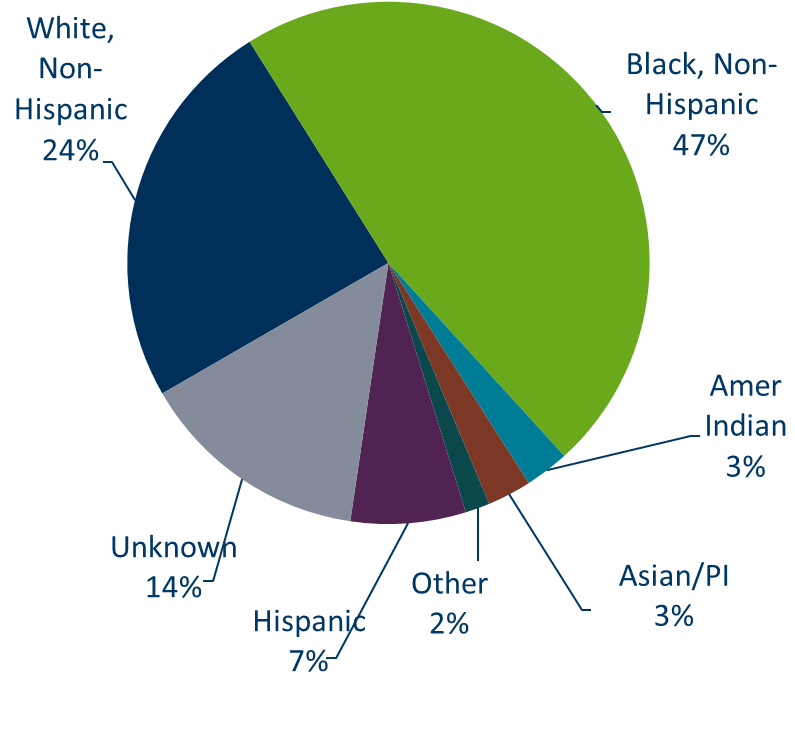 White,
Non-
Hispanic
24%
Black, Non-
Hispanic
47%
Amer
Indian
3%
Asian/PI
3%
Other
2%
Hispanic
7%
Unknown
14%